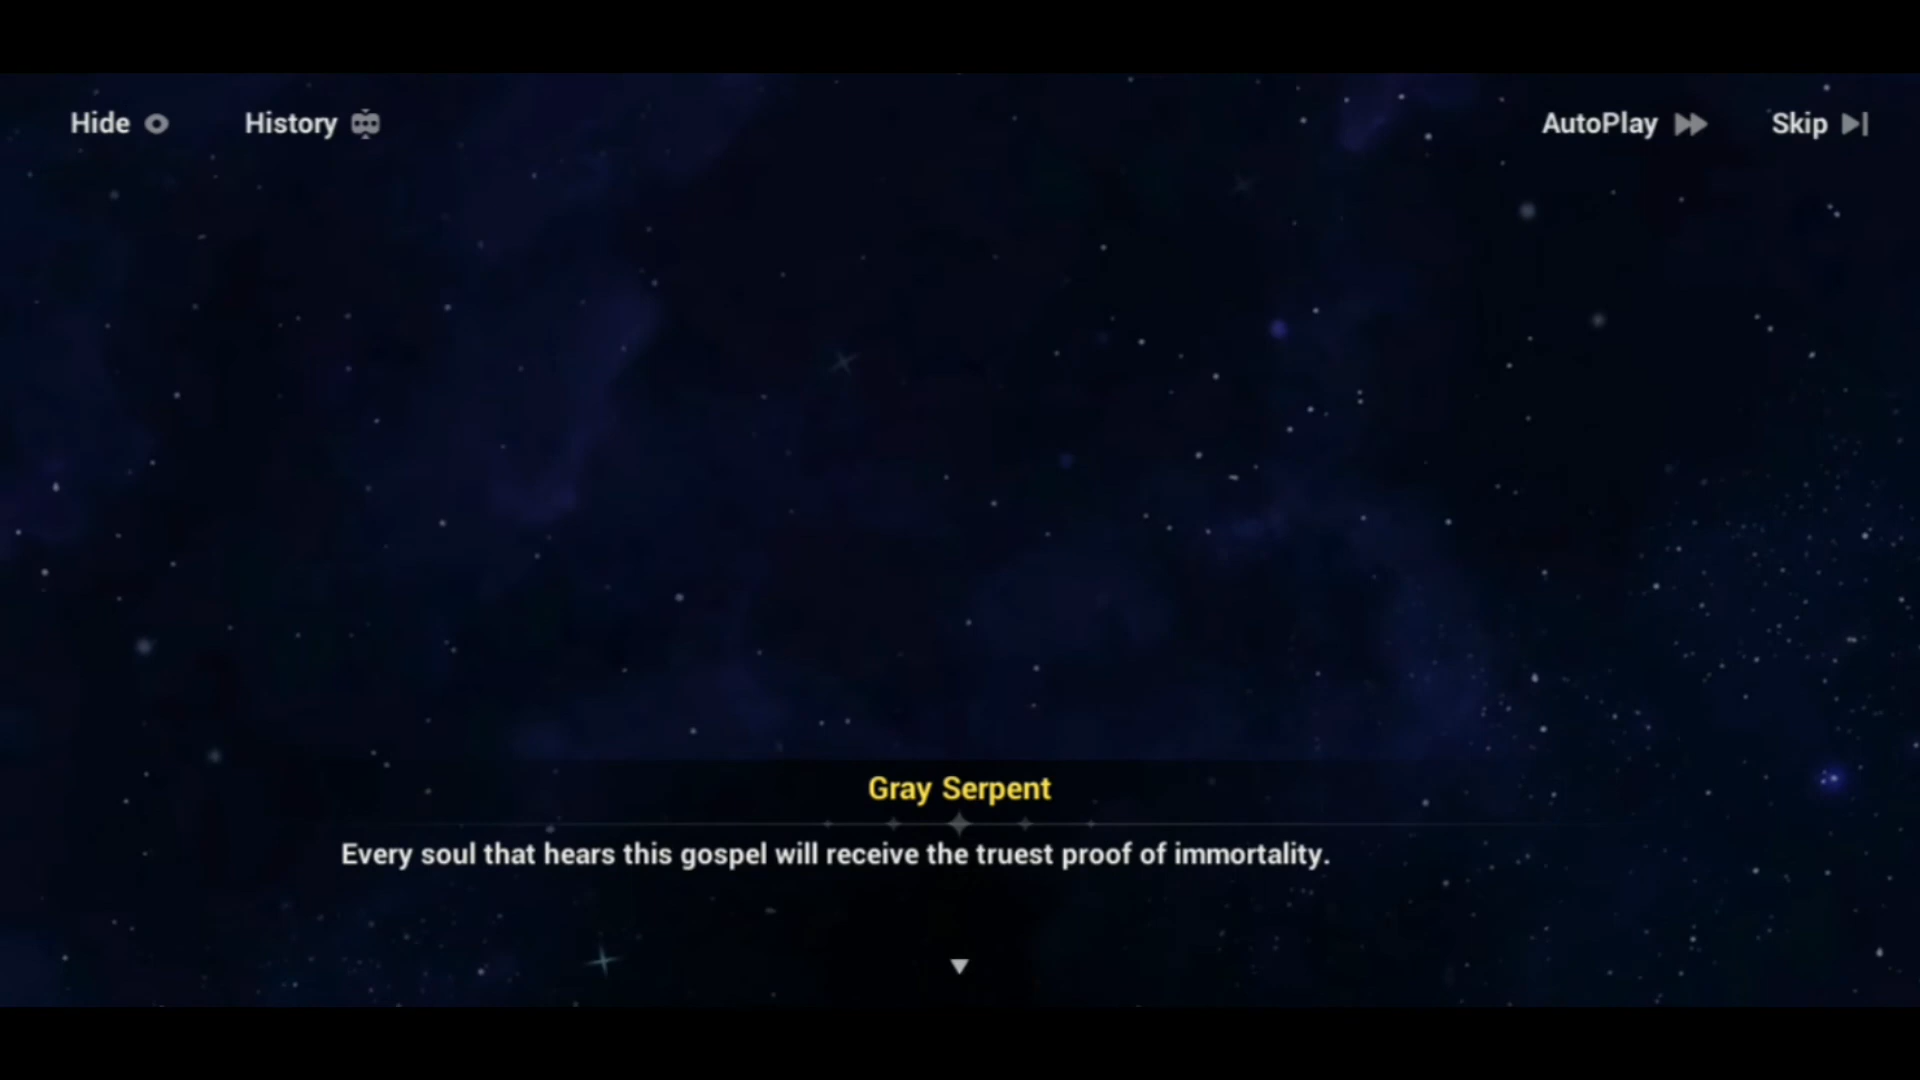 Hide
History
AutoPlay
Skip
Gray Serpent
Every soul that hears this gospel will receive the truest proof of immortality.